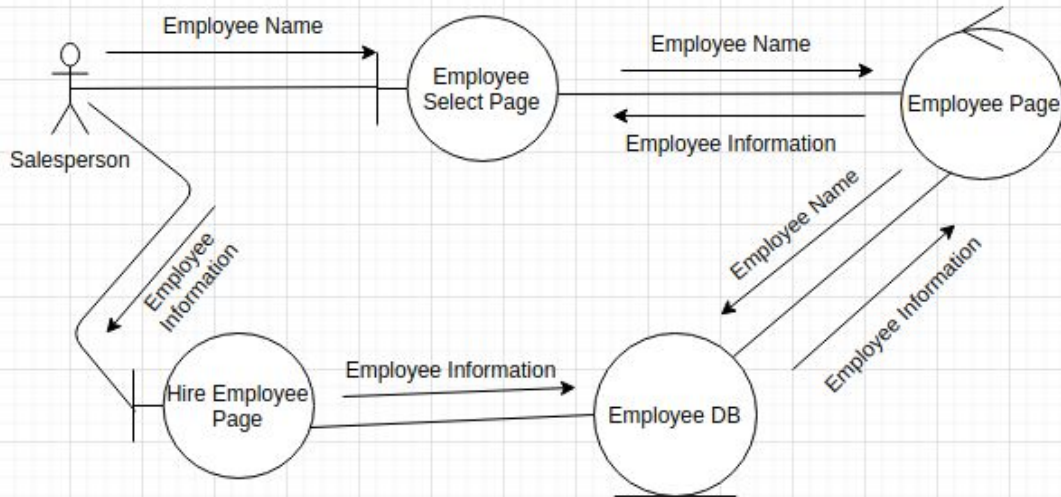 Employee Name
Employee Name
Employee
Select Page
Employee Page
Employee Information
Salesperson
Employee Name
Employee
Information
Employee Information
Employee Information
Hire Employee
Page
Employee DB